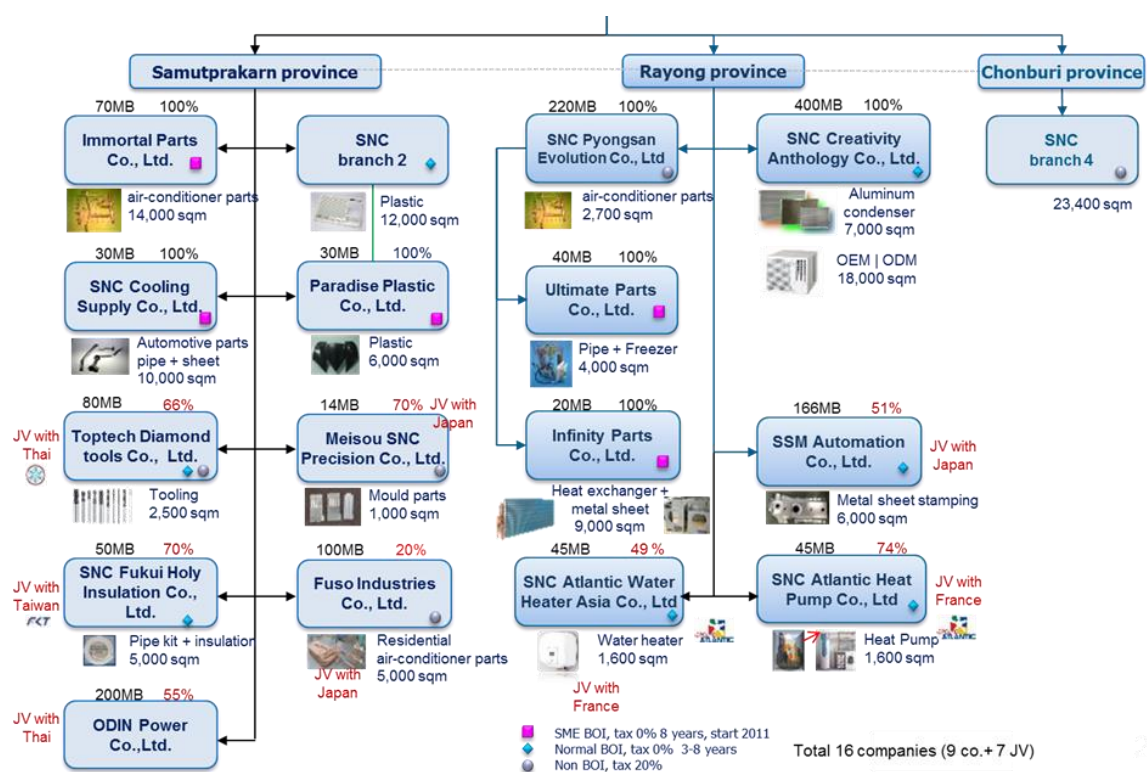 Samutprakarn province
Rayong province
Chonburi province
70MB 100%
Immortal Parts
Co., Ltd.
air-conditioner parts
14,000 sqm
SNC
branch 2
Plastic
12,000 sqm
30MB 100%
SNC Cooling
Supply Co., Ltd.
Automotive parts
pipe + sheet
10,000 sqm
30MB 100%
Paradise Plastic
Co., Ltd.
Plastic
6,000 sqm
80MB 66%
JV with
Thai
Toptech Diamond
tools Co., Ltd.
Tooling
2,500 sqm
14MB 70% JV with
Japan
Meisou SNC
Precision Co., Ltd.
Mould parts
1,000 sqm
50MB 70%
JV with
Taiwan
FKT
SNC Fukui Holy
Insulation Co.,
Ltd.
Pipe kit + insulation
5,000 sqm
100MB 20%
Fuso Industries
Co., Ltd.
Residential
air-conditioner parts
5,000 sqm
JV with
Japan
200MB 55%
JV with
Thai
ODIN Power
Co.,Ltd.
220MB 100%
SNC Pyongsan
Evolution Co., Ltd
air-conditioner parts
2,700 sqm
400MB 100%
SNC Creativity
Anthology Co., Ltd.
Aluminum
condenser
7,000 sqm
OEM | ODM
18,000 sqm
40MB 100%
Ultimate Parts
Co., Ltd.
Pipe + Freezer
4,000 sqm
20MB 100%
Infinity Parts
Co., Ltd.
Heat exchanger +
metal sheet
9,000 sqm
166MB 51%
SSM Automation
Co., Ltd.
JV with
Japan
Metal sheet stamping
6,000 sqm
45MB 49 %
SNC Atlantic Water
Heater Asia Co., Ltd
Water heater
1,600 sqm
JV with
France
ATLANTIC
45MB 74%
SNC Atlantic Heat
Pump Co., Ltd
JV with
France
ATLANTIC
Heat Pump
1,600 sqm
SNC
branch 4
23,400 sqm
SME BOI, tax 0% 8 years, start 2011
Normal BOI, tax 0% 3-8 years
Non BOI, tax 20%
Total 16 companies (9 co.+ 7 JV)